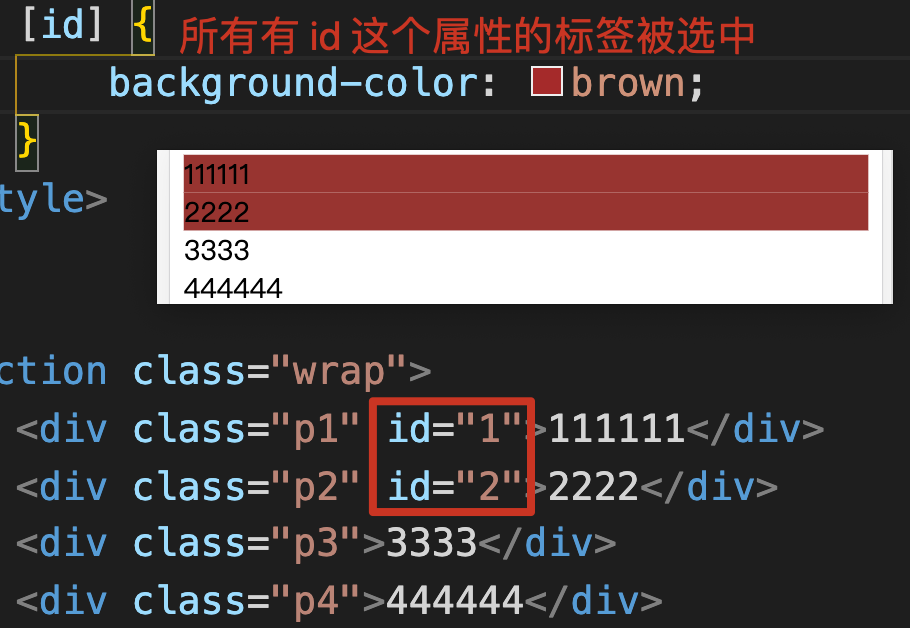 [id] { 所有有 id 这个属性的标签被选中
background-color: brown;
}
tyle>
111111
2222
3333
444444
ction class="wrap">
<div class="p1" id="1">111111</div>
<div class="p2" id="2">2222</div>
<div class="p3">3333</div>
<div class="p4">444444</div>